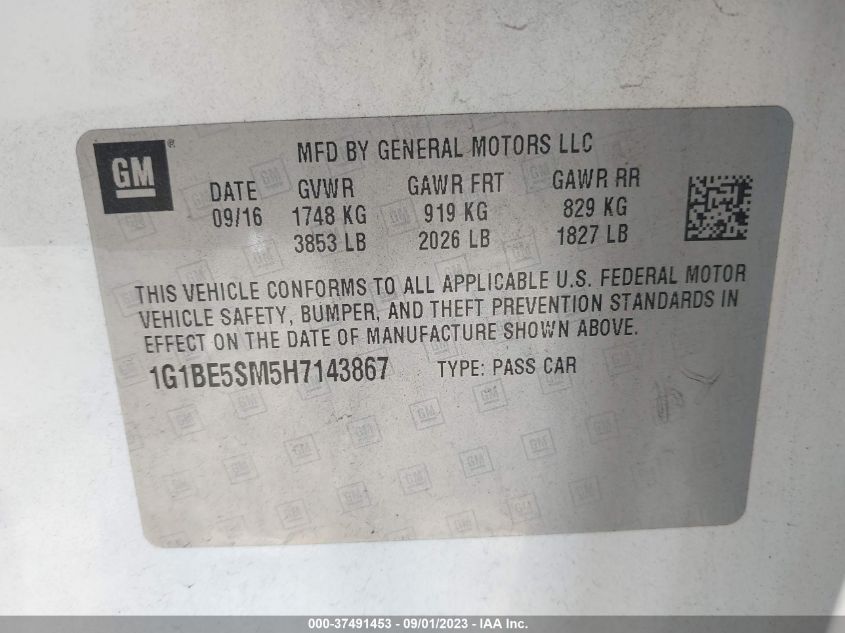 GM
MFD BY GENERAL MOTORS LLC
DATE GVWR GAWR FRT GAWR RR
09/16 1748 KG 919 KG 829 KG
3853 LB 2026 LB 1827 LB
THIS VEHICLE CONFORMS TO ALL APPLICABLE U.S. FEDERAL MOTOR
VEHICLE SAFETY, BUMPER, AND THEFT PREVENTION STANDARDS IN
EFFECT ON THE DATE OF MANUFACTURE SHOWN ABOVE.
1G1BE5SM5H7143867 TYPE: PASS CAR
000-37491453 - 09/01/2023 - IAA Inc.